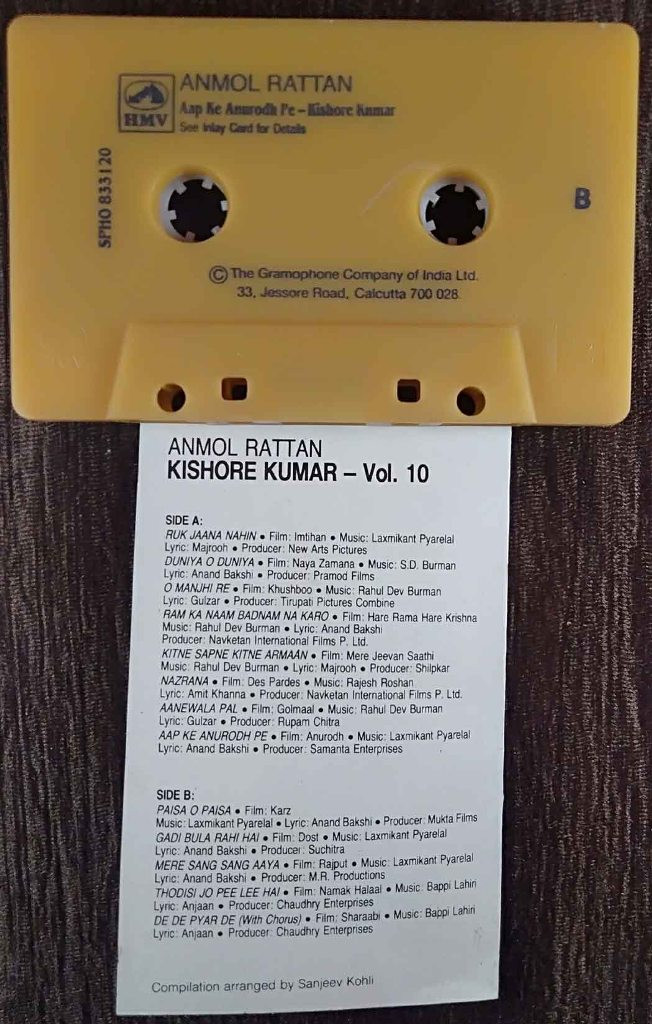 ANMOL RATTAN
Aap Ke Anurodh Pe – Kishore Kumar
HMV
See Inlay Card for Details
SPHO 833120
B
© The Gramophone Company of India Ltd.
33, Jessore Road, Calcutta 700 028.
ANMOL RATTAN
KISHORE KUMAR – Vol. 10
SIDE A:
RUK JAANA NAHIN • Film: Imtihan • Music: Laxmikant Pyarelal
Lyric: Majrooh • Producer: New Arts Pictures
DUNIYA O DUNIYA • Film: Naya Zamana • Music: S.D. Burman
Lyric: Anand Bakshi • Producer: Pramod Films
O MANJHI RE • Film: Khushboo • Music: Rahul Dev Burman
Lyric: Gulzar • Producer: Tirupati Pictures Combine
RAM KA NAAM BADNAM NA KARO • Film: Hare Rama Hare Krishna
Music: Rahul Dev Burman • Lyric: Anand Bakshi
Producer: Navketan International Films P. Ltd.
KITNE SAPNE KITNE ARMAAN • Film: Mere Jeevan Saathi
Music: Rahul Dev Burman • Lyric: Majrooh • Producer: Shilpkar
NAZRANA • Film: Des Pardes • Music: Rajesh Roshan
Lyric: Amit Khanna • Producer: Navketan International Films P. Ltd.
AANEWALA PAL • Film: Golmaal • Music: Rahul Dev Burman
Lyric: Gulzar • Producer: Rupam Chitra
AAP KE ANURODH PE • Film: Anurodh • Music: Laxmikant Pyarelal
Lyric: Anand Bakshi • Producer: Samanta Enterprises
SIDE B:
PAISA O PAISA • Film: Karz
Music: Laxmikant Pyarelal • Lyric: Anand Bakshi • Producer: Mukta Films
GADI BULA RAHI HAI • Film: Dost • Music: Laxmikant Pyarelal
Lyric: Anand Bakshi • Producer: Suchitra
MERE SANG SANG AAYA • Film: Rajput • Music: Laxmikant Pyarelal
Lyric: Anand Bakshi • Producer: M.R. Productions
THODISI JO PEE LEE HAI • Film: Namak Halaal • Music: Bappi Lahiri
Lyric: Anjaan • Producer: Chaudhry Enterprises
DE DE PYAR DE (With Chorus) • Film: Sharaabi • Music: Bappi Lahiri
Lyric: Anjaan • Producer: Chaudhry Enterprises
Compilation arranged by Sanjeev Kohli